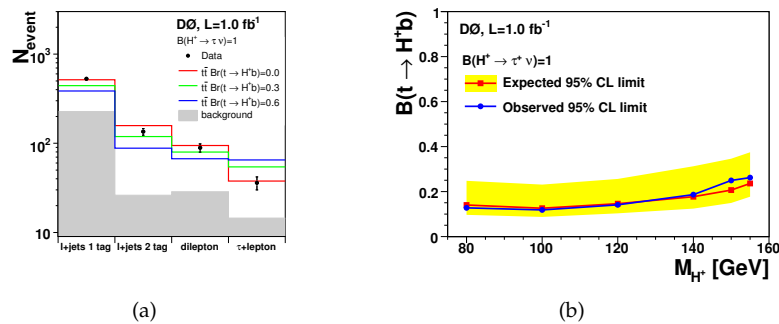 DØ, L=1.0 fb⁻¹
B(H⁺ → τ ν)=1
Data
tt̄ Br(t → H⁺b)=0.0
tt̄ Br(t → H⁺b)=0.3
tt̄ Br(t → H⁺b)=0.6
background
N_event
10³
10²
10
l+jets 1 tag
l+jets 2 tag
dilepton
τ+lepton
(a)
DØ, L=1.0 fb⁻¹
B(H⁺ → τ⁺ ν)=1
Expected 95% CL limit
Observed 95% CL limit
B(t → H⁺b)
1
0.8
0.6
0.4
0.2
0
80
100
120
140
160
M_H⁺ [GeV]
(b)